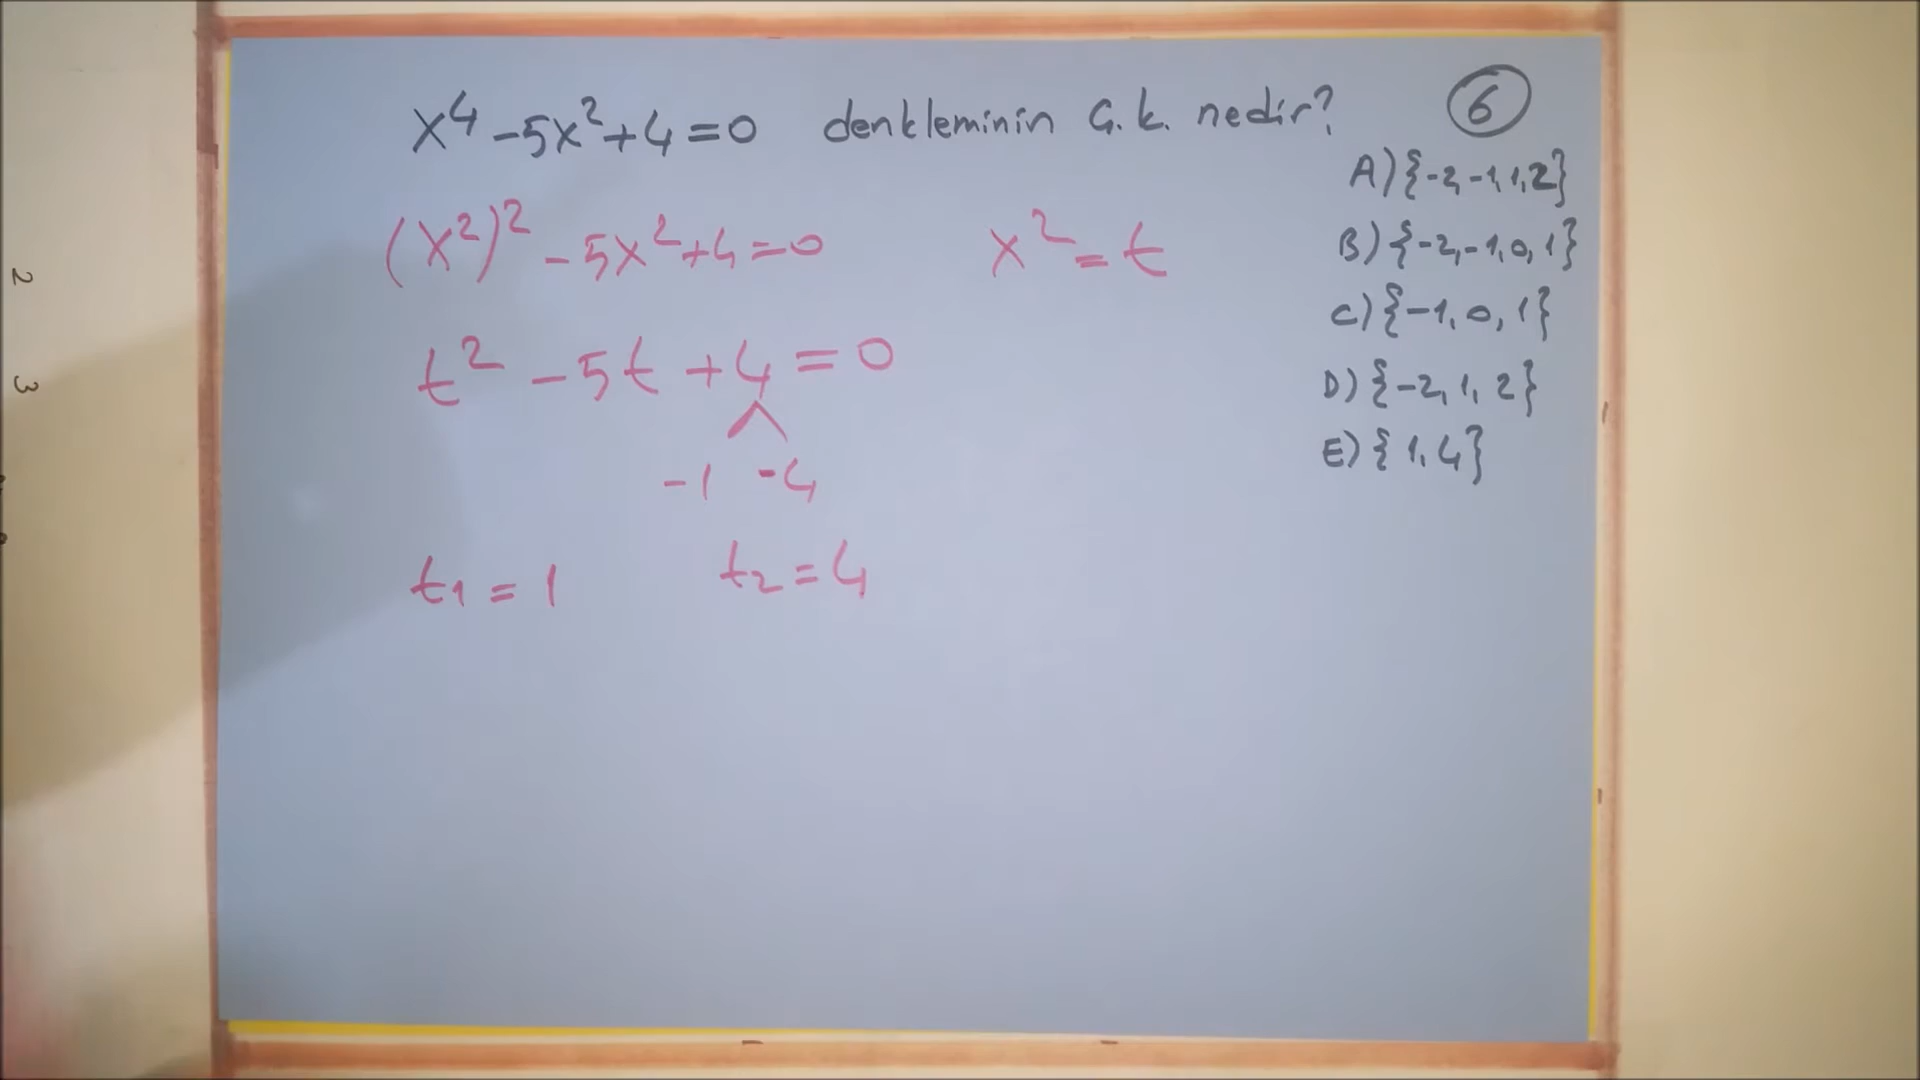 x⁴-5x²+4=0 denkleminin Ç.k. nedir? ⑥
A) {-2,-1,1,2}
B) {-2,-1,0,1}
C) {-1,0,1}
D) {-2,1,2}
E) {1,4}
(x²)²-5x²+4=0 x²=t
t²-5t+4=0
-1 -4
t₁=1 t₂=4
2
3